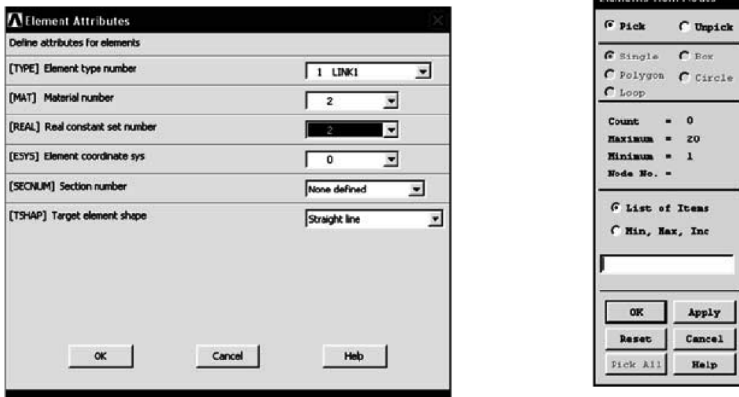 Element Attributes
Define attributes for elements
[TYPE] Element type number
1 LINK1
[MAT] Material number
2
[REAL] Real constant set number
2
[ESYS] Element coordinate sys
0
[SECNUM] Section number
None defined
[TSHAP] Target element shape
Straight line
OK Cancel Help
Pick Unpick
Single Box
Polygon Circle
Loop
Count = 0
Maximum = 20
Minimum = 1
Node No. =
List of Items
Min, Max, Inc
OK Apply
Reset Cancel
Pick All Help